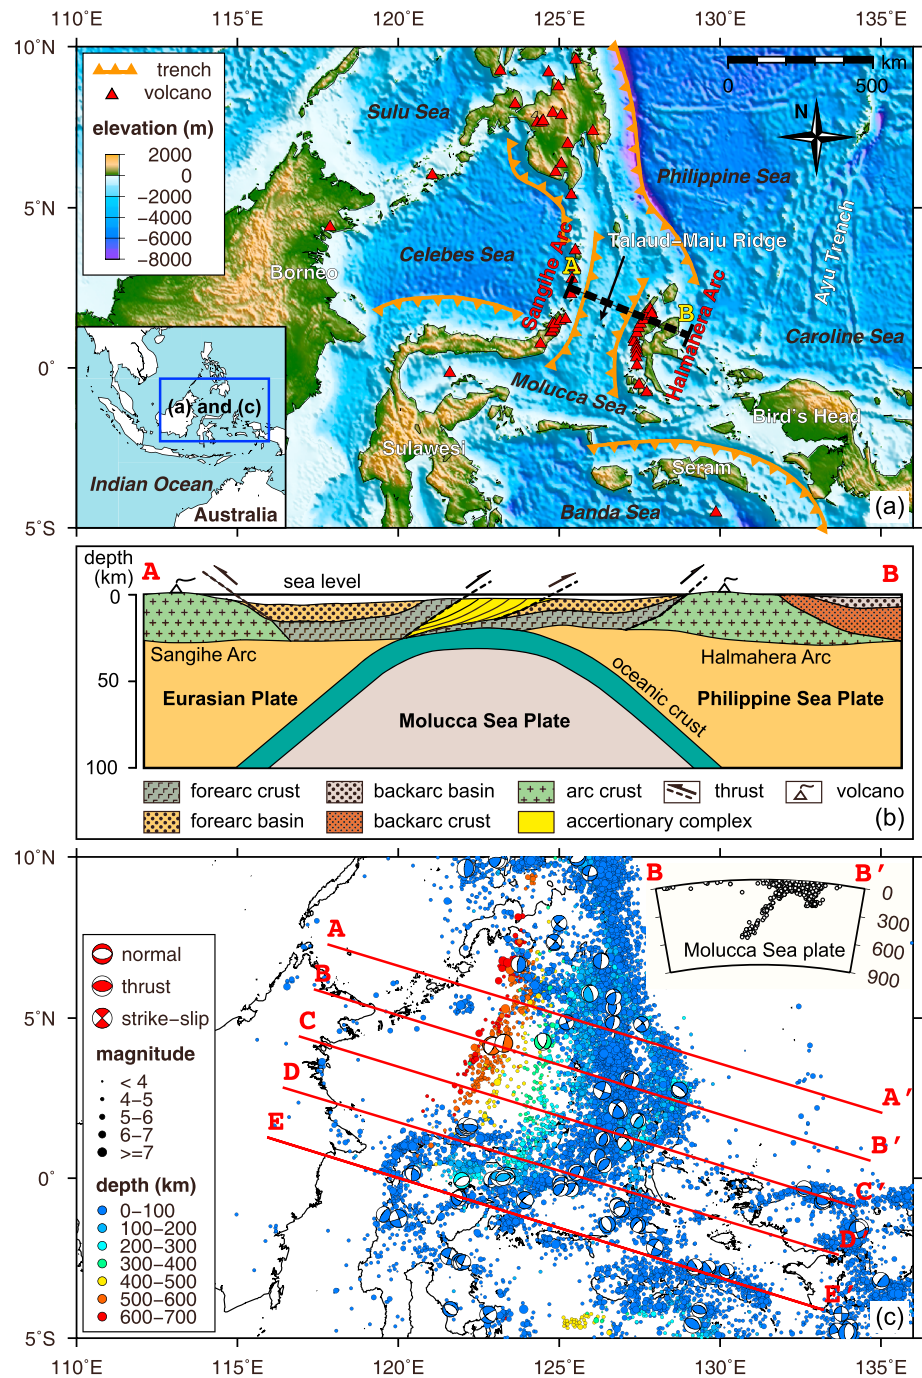 110°E 115°E 120°E 125°E 130°E 135°E
10°N
5°N
0°
5°S
trench
volcano
elevation (m)
2000
0
−2000
−4000
−6000
−8000
Sulu Sea
0 500 km
N
Philippine Sea
Talaud−Maju Ridge
Ayu Trench
Celebes Sea
Borneo
Sangihe Arc
A
B
Halmahera Arc
Caroline Sea
Molucca Sea
Bird's Head
Sulawesi
Seram
Banda Sea
(a) and (c)
Indian Ocean
Australia
(a)
depth
(km)
A
B
sea level
0
50
100
Sangihe Arc
Halmahera Arc
Eurasian Plate
Philippine Sea Plate
Molucca Sea Plate
oceanic crust
forearc crust
backarc basin
arc crust
thrust
volcano
forearc basin
backarc crust
accertionary complex
(b)
10°N
5°N
0°
5°S
B B′
0
300
600
900
Molucca Sea plate
normal
thrust
strike−slip
magnitude
< 4
4−5
5−6
6−7
>=7
depth (km)
0−100
100−200
200−300
300−400
400−500
500−600
600−700
A
B
C
D
E
A′
B′
C′
D′
E′
(c)
110°E 115°E 120°E 125°E 130°E 135°E